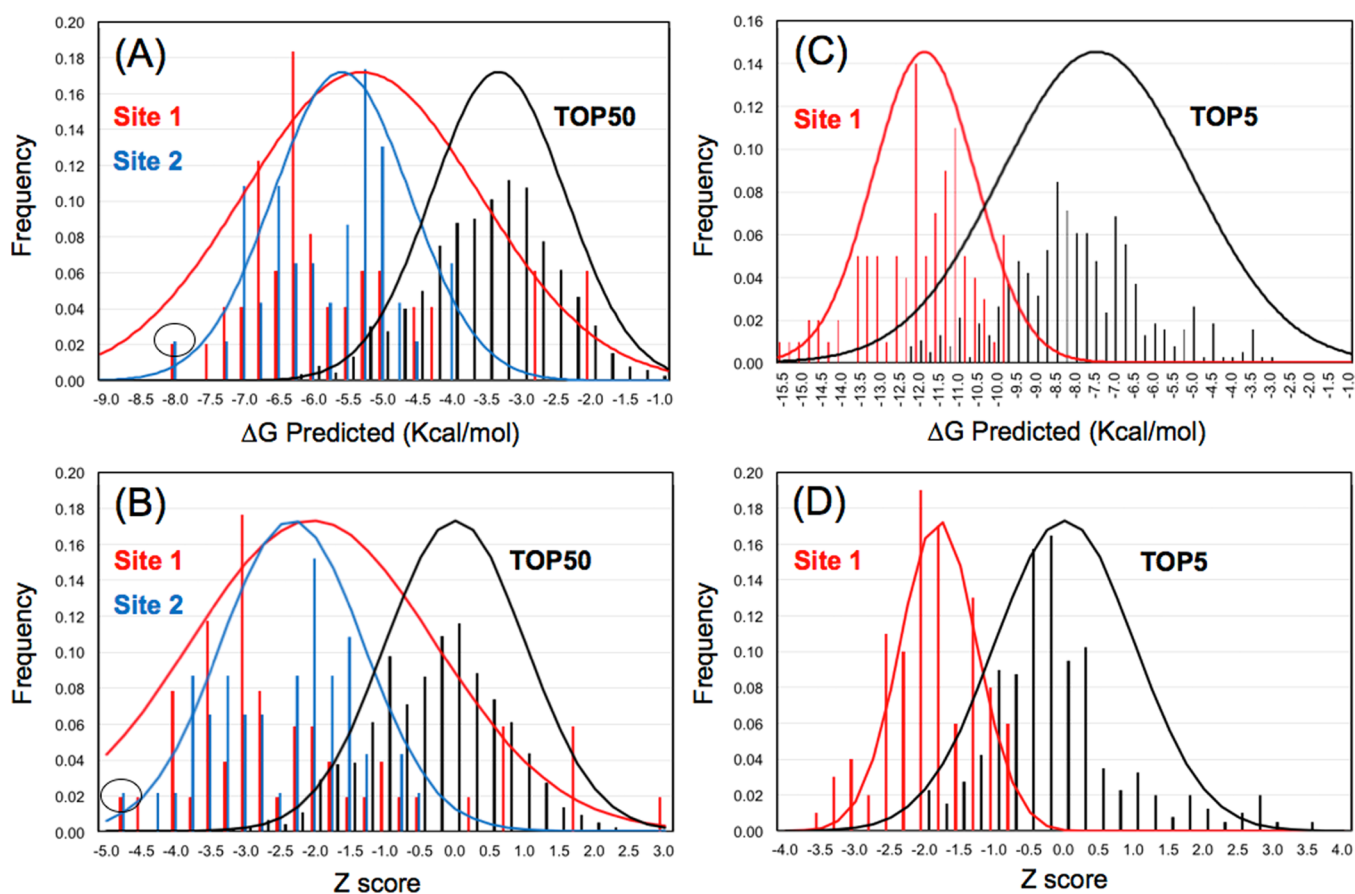 (A)
Site 1
Site 2
TOP50
Frequency
0.20
0.18
0.16
0.14
0.12
0.10
0.08
0.06
0.04
0.02
0.00
-9.0 -8.5 -8.0 -7.5 -7.0 -6.5 -6.0 -5.5 -5.0 -4.5 -4.0 -3.5 -3.0 -2.5 -2.0 -1.5 -1.0
ΔG Predicted (Kcal/mol)
(C)
Site 1
TOP5
Frequency
0.16
0.14
0.12
0.10
0.08
0.06
0.04
0.02
0.00
-15.5 -15.5 -14.5 -14.0 -13.5 -13.0 -12.5 -12.0 -11.5 -11.0 -10.5 -10.0 -9.5 -9.0 -8.5 -8.0 -7.5 -7.0 -6.5 -6.0 -5.5 -5.0 -4.5 -4.0 -3.5 -3.0 -2.5 -2.0 -1.5 -1.0
ΔG Predicted (Kcal/mol)
(B)
Site 1
Site 2
TOP50
Frequency
0.20
0.18
0.16
0.14
0.12
0.10
0.08
0.06
0.04
0.02
0.00
-5.0 -4.5 -4.0 -3.5 -3.0 -2.5 -2.0 -1.5 -1.0 -0.5 0.0 0.5 1.0 1.5 2.0 2.5 3.0
Z score
(D)
Site 1
TOP5
Frequency
0.20
0.18
0.16
0.14
0.12
0.10
0.08
0.06
0.04
0.02
0.00
-4.0 -3.5 -3.0 -2.5 -2.0 -1.5 -1.0 -0.5 0.0 0.5 1.0 1.5 2.0 2.5 3.0 3.5 4.0
Z score